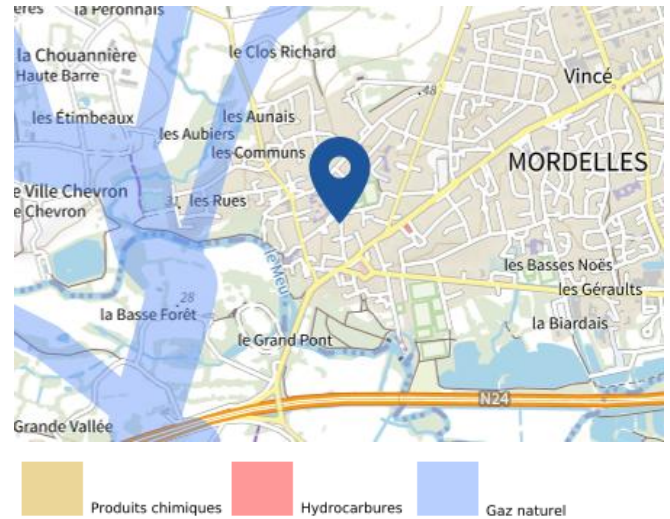 la Péronnais
le Clos Richard
la Chouannière
Haute Barre
Vincé
48
les Étimbeaux
les Aunais
les Aubiers
les Communs
MORDELLES
Ville Chevron
Chevron
31
les Rues
le Meu
les Basses Noës
28
les Géraults
la Basse Forêt
la Biardais
le Grand Pont
N24
Grande Vallée
Produits chimiques
Hydrocarbures
Gaz naturel